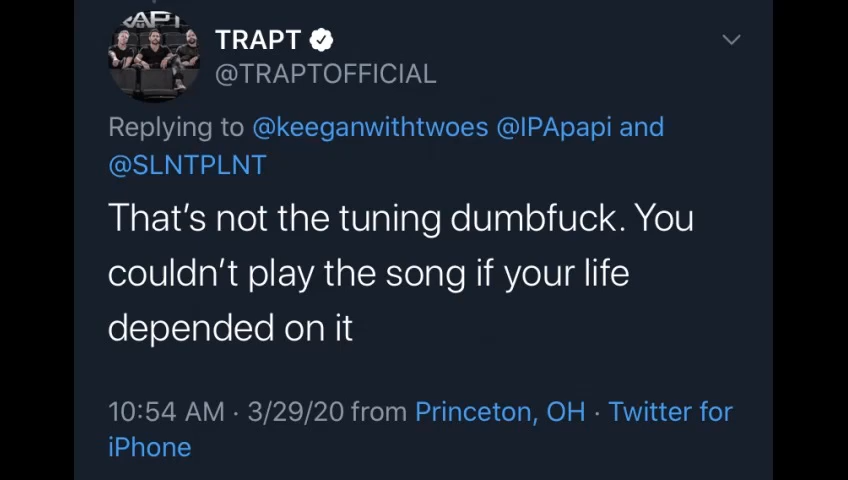 TRAPT
@TRAPTOFFICIAL
Replying to @keeganwithtwoes @IPApapi and
@SLNTPLNT
That's not the tuning dumbfuck. You
couldn't play the song if your life
depended on it
10:54 AM · 3/29/20 from Princeton, OH · Twitter for
iPhone